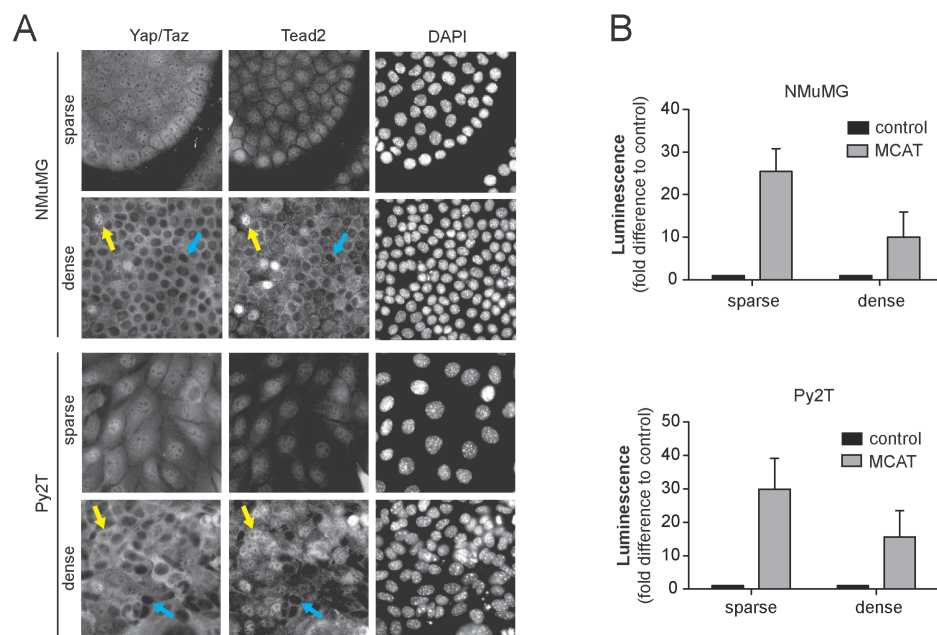 A
Yap/Taz Tead2 DAPI
NMuMG
sparse
dense
Py2T
sparse
dense
B
NMuMG
Luminescence
(fold difference to control)
40
30
20
10
0
control
MCAT
sparse dense
Py2T
Luminescence
(fold difference to control)
50
40
30
20
10
0
control
MCAT
sparse dense